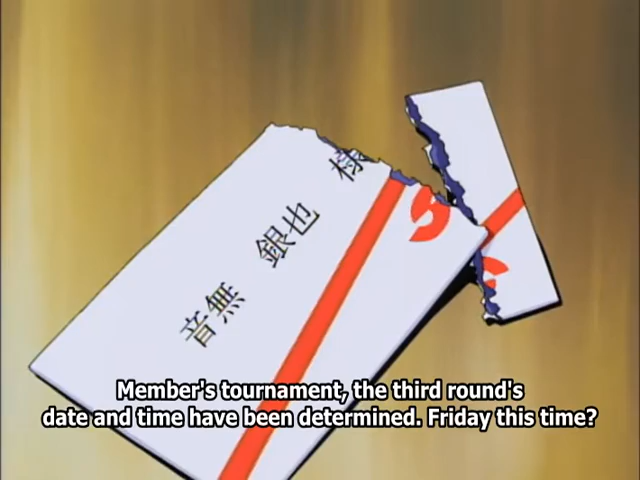 音無 銀也 様
Member's tournament, the third round's
date and time have been determined. Friday this time?